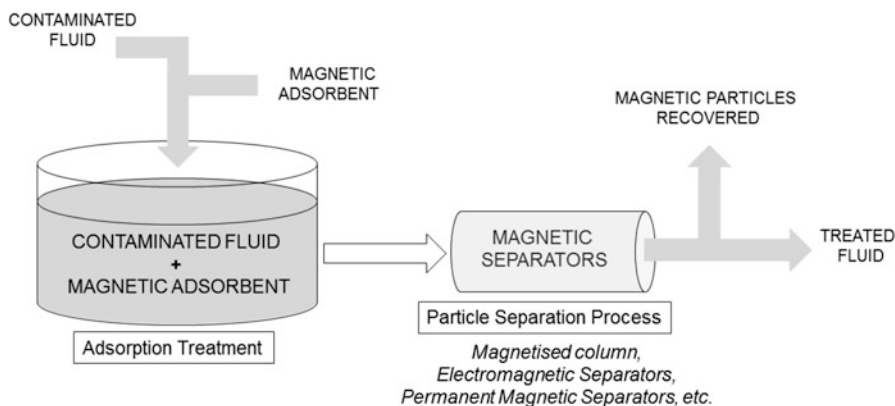 CONTAMINATED
FLUID
MAGNETIC
ADSORBENT
CONTAMINATED FLUID
+
MAGNETIC ADSORBENT
Adsorption Treatment
MAGNETIC
SEPARATORS
Particle Separation Process
Magnetised column,
Electromagnetic Separators,
Permanent Magnetic Separators, etc.
MAGNETIC PARTICLES
RECOVERED
TREATED
FLUID